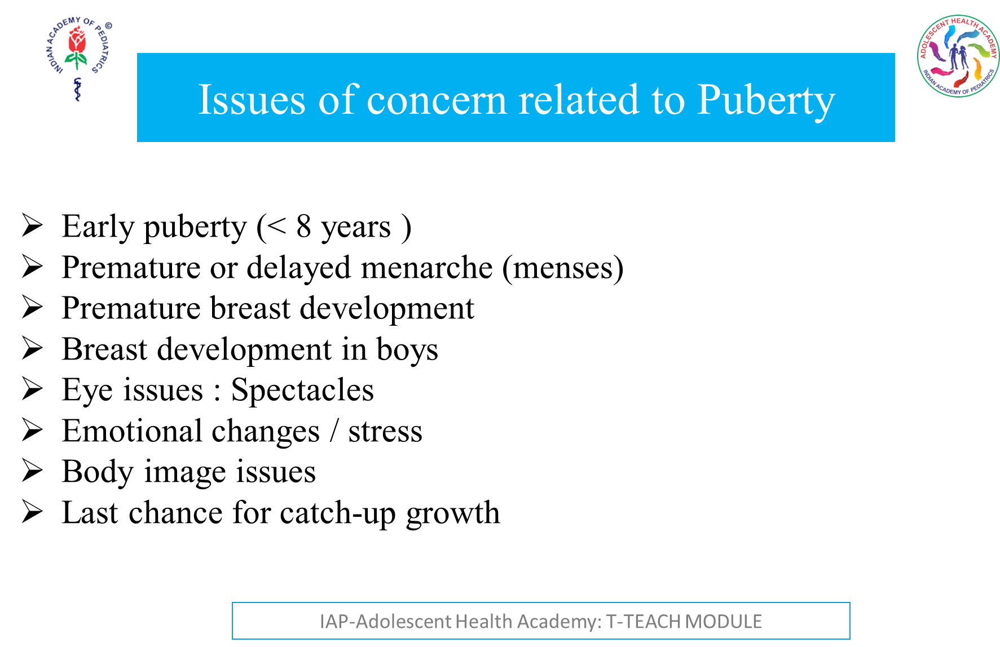 INDIAN ACADEMY OF PEDIATRICS ©
ADOLESCENT HEALTH ACADEMY
INDIAN ACADEMY OF PEDIATRICS
Issues of concern related to Puberty
➢ Early puberty (< 8 years )
➢ Premature or delayed menarche (menses)
➢ Premature breast development
➢ Breast development in boys
➢ Eye issues : Spectacles
➢ Emotional changes / stress
➢ Body image issues
➢ Last chance for catch-up growth
IAP-Adolescent Health Academy: T-TEACH MODULE